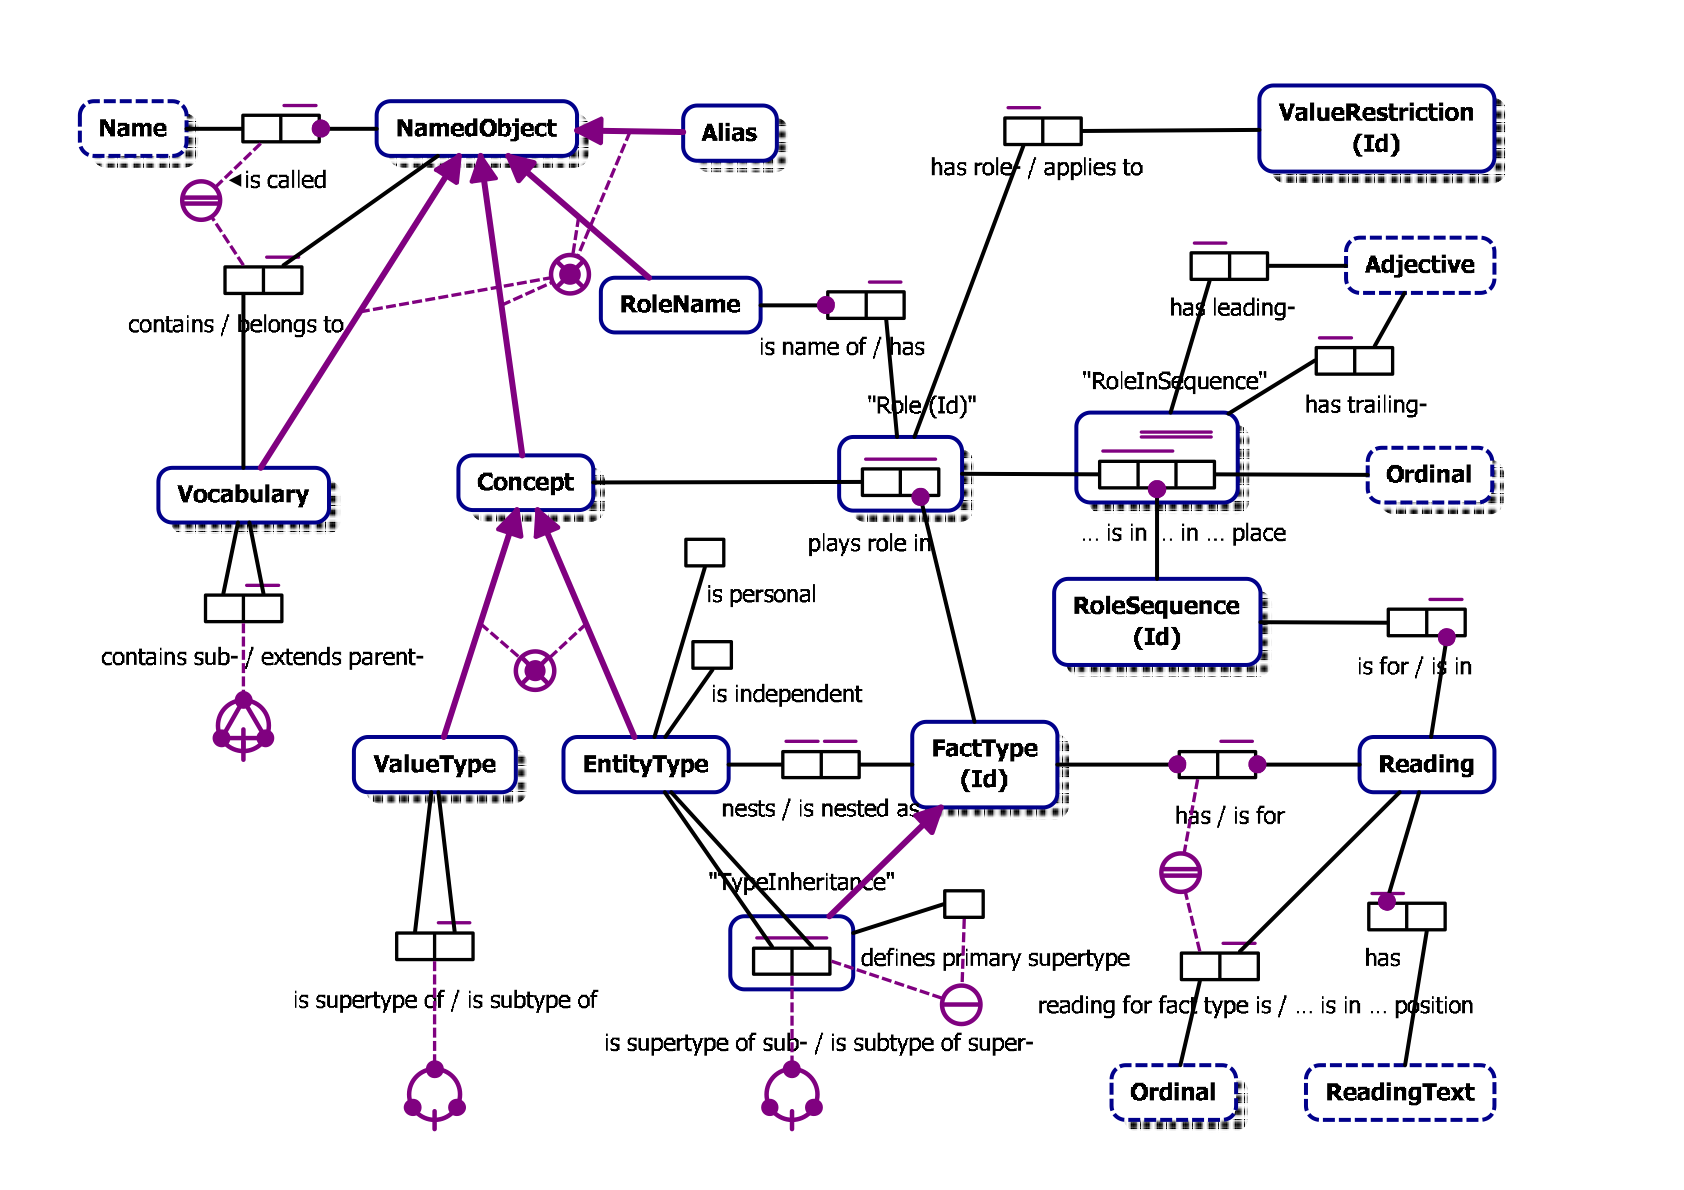 Name
NamedObject
Alias
ValueRestriction
(Id)
has role- / applies to
◄is called
Adjective
has leading-
RoleName
contains / belongs to
is name of / has
"RoleInSequence"
"Role (Id)"
has trailing-
Vocabulary
Concept
Ordinal
plays role in
... is in ... in ... place
is personal
RoleSequence
(Id)
contains sub- / extends parent-
is for / is in
is independent
ValueType
EntityType
FactType
(Id)
Reading
nests / is nested as
has / is for
"TypeInheritance"
defines primary supertype
has
is supertype of / is subtype of
reading for fact type is / ... is in ... position
is supertype of sub- / is subtype of super-
Ordinal
ReadingText